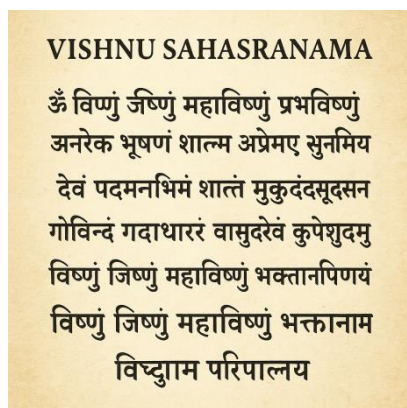 VISHNU SAHASRANAMA
ॐ विष्णुं जिष्णुं महाविष्णुं प्रभविष्णुं
अनरेक भूषणं शात्म अप्रेमए सुनमिय
देवं पदमनभिमं शात्तं मुकुदंदसूदसन
गोविन्दं गदाथाररं वासुदरेवं कुपेशुदमु
विष्णुं जिष्णुं महाविष्णुं भक्तानपिणयं
विष्णुं जिष्णुं महाविष्णुं भक्तानाम
परिपालनय